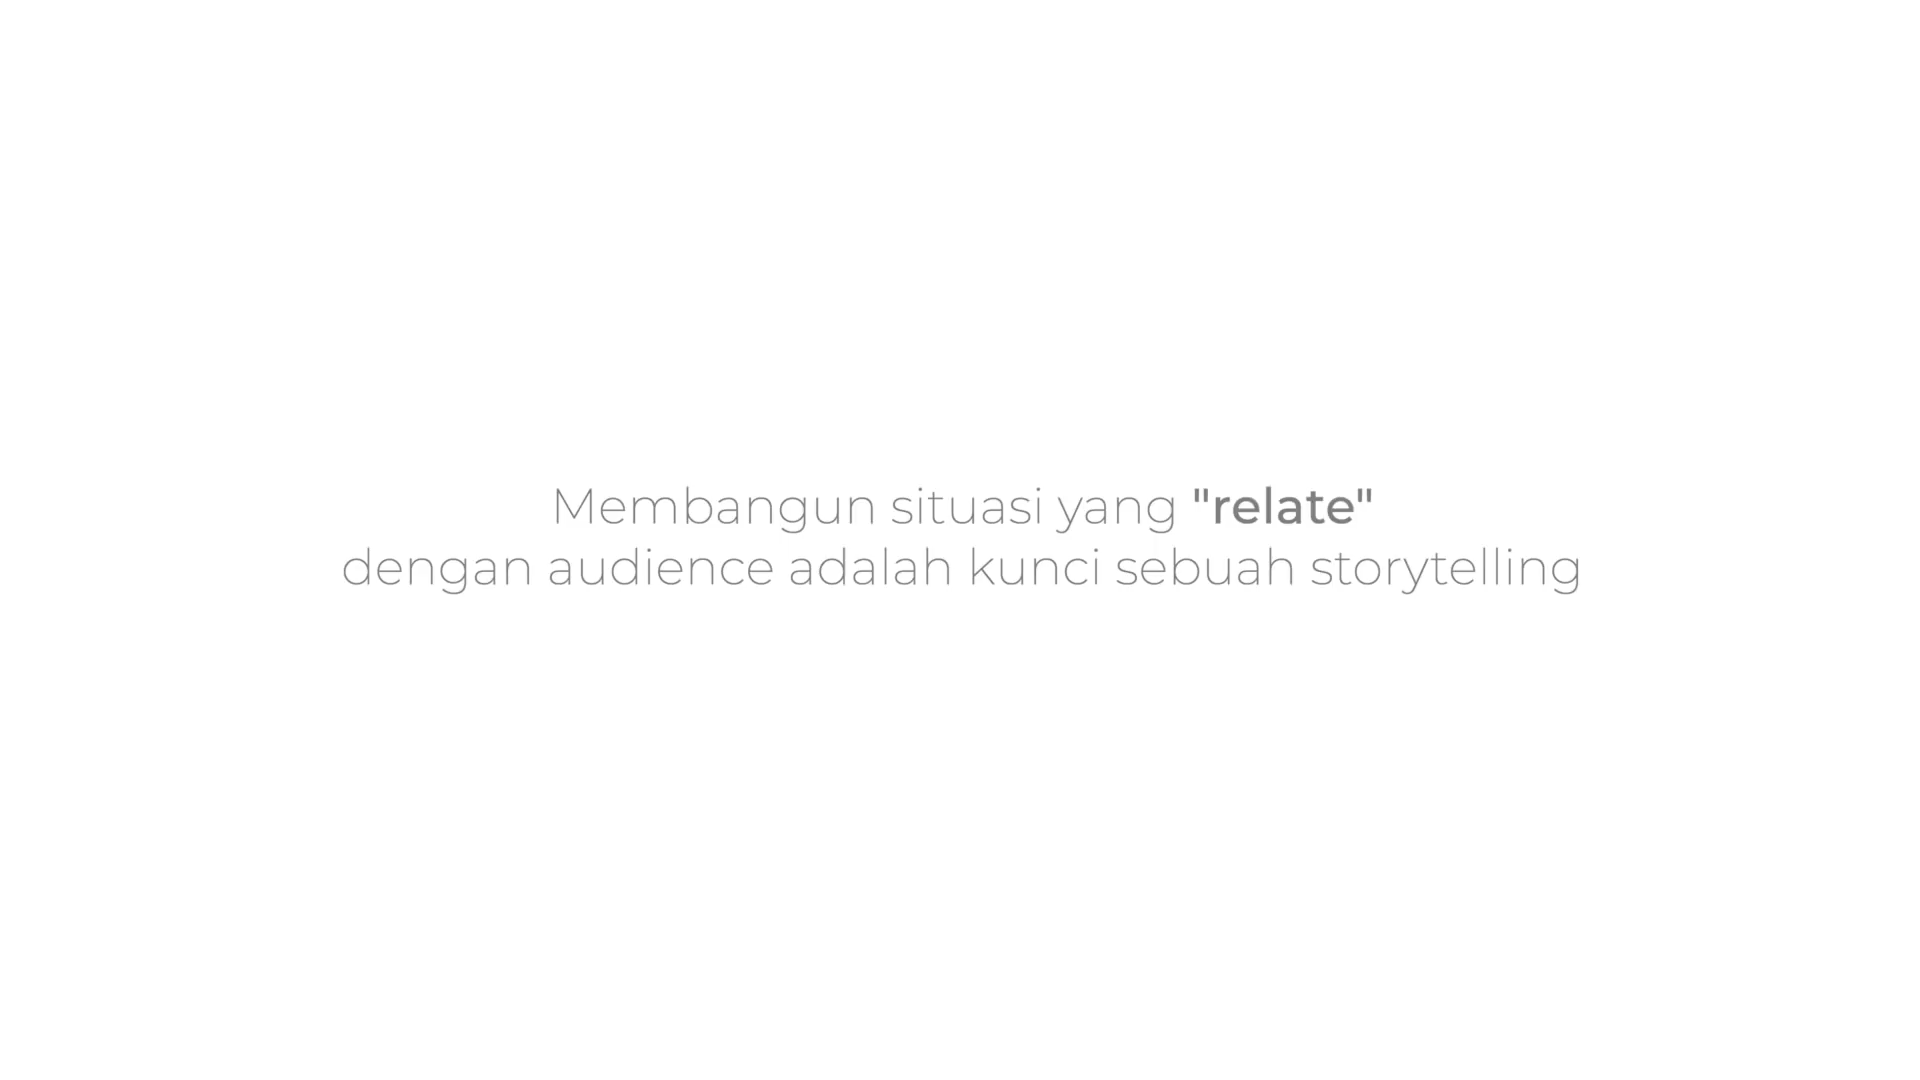 Membangun situasi yang "relate"
dengan audience adalah kunci sebuah storytelling